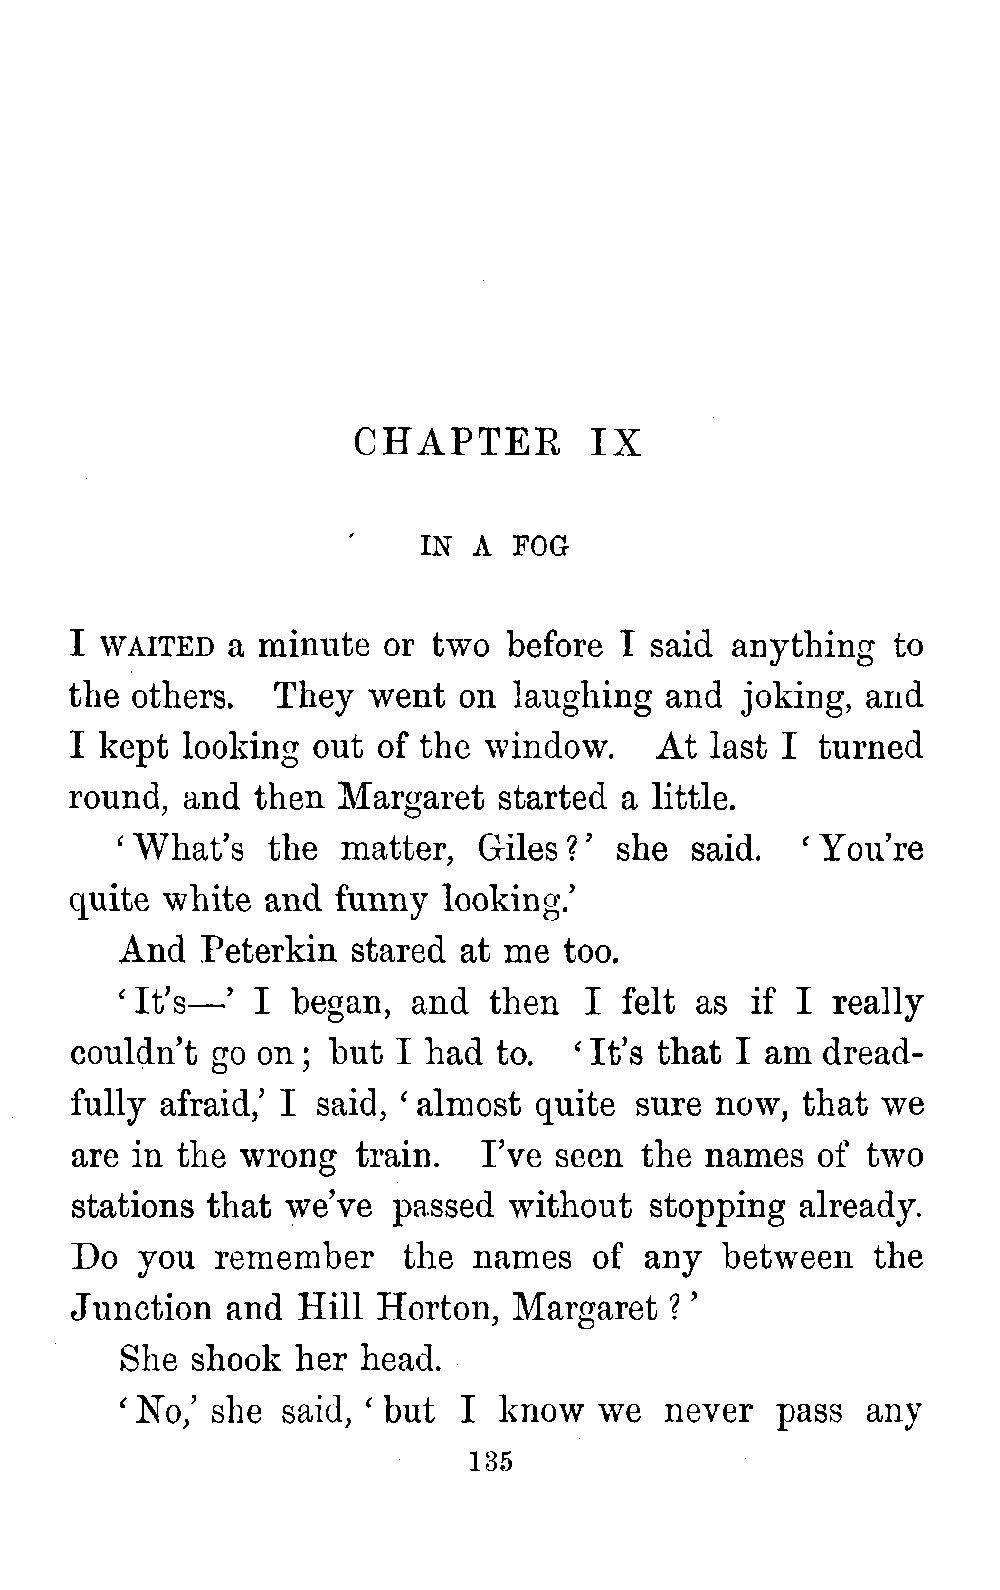 CHAPTER IX
IN A FOG
I WAITED a minute or two before I said anything to
the others. They went on laughing and joking, and
I kept looking out of the window. At last I turned
round, and then Margaret started a little.
‘What’s the matter, Giles?’ she said. ‘You’re
quite white and funny looking.’
And Peterkin stared at me too.
‘It’s—’ I began, and then I felt as if I really
couldn’t go on; but I had to. ‘It’s that I am dread-
fully afraid,’ I said, ‘almost quite sure now, that we
are in the wrong train. I’ve seen the names of two
stations that we’ve passed without stopping already.
Do you remember the names of any between the
Junction and Hill Horton, Margaret?’
She shook her head.
‘No,’ she said, ‘but I know we never pass any
135